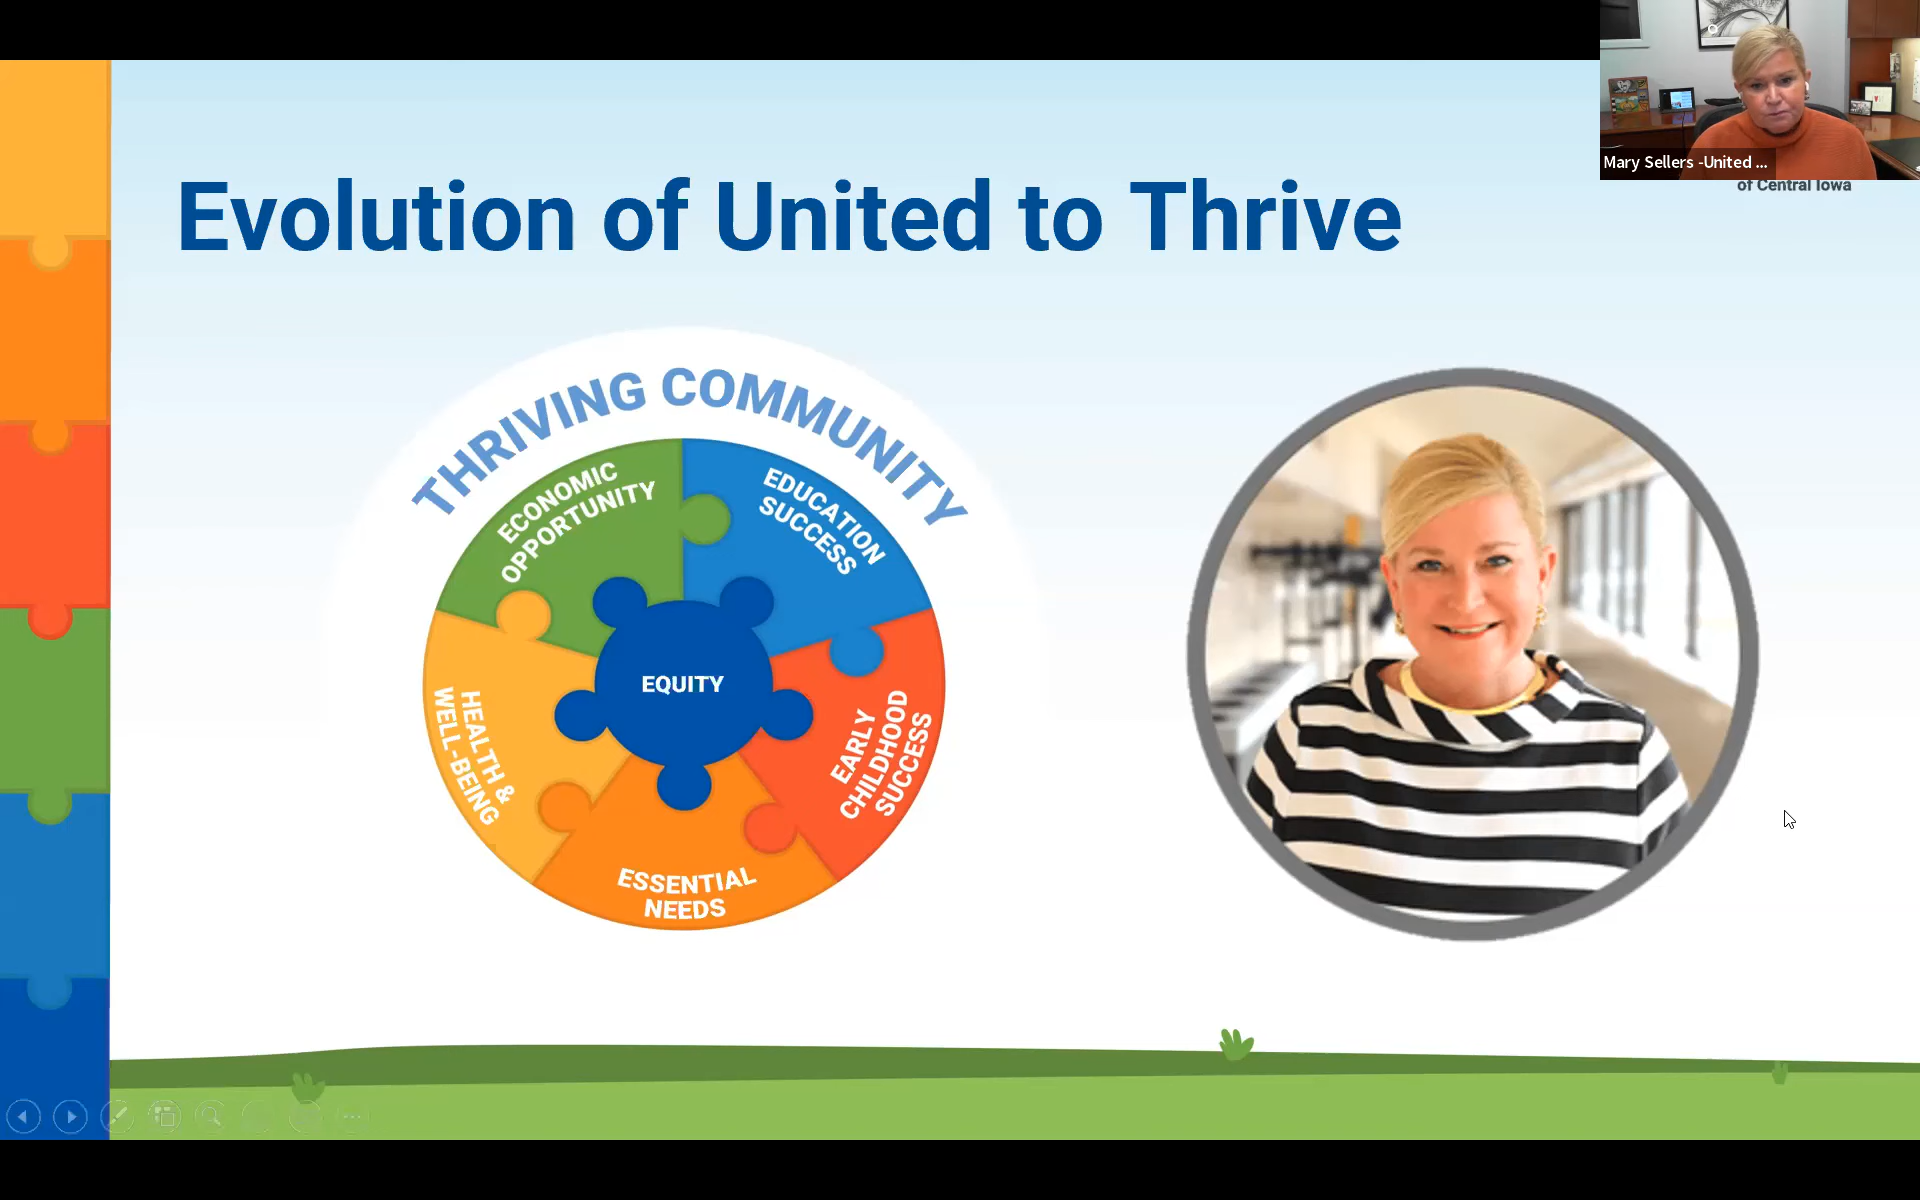 Mary Sellers -United ...
of Central Iowa
Evolution of United to Thrive
THRIVING COMMUNITY
ECONOMIC
OPPORTUNITY
EDUCATION
SUCCESS
HEALTH &
WELL-BEING
EQUITY
EARLY
CHILDHOOD
SUCCESS
ESSENTIAL
NEEDS